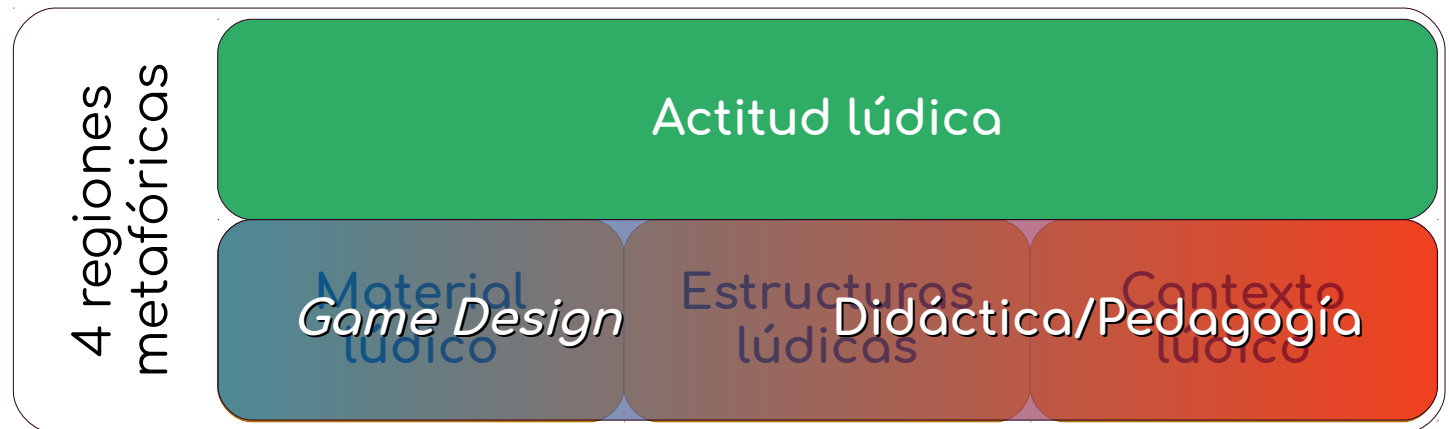 4 regiones
metafóricas
Actitud lúdica
Material
lúdico
Estructuras
lúdicas
Contexto
lúdico
Game Design
Didáctica/Pedagogía